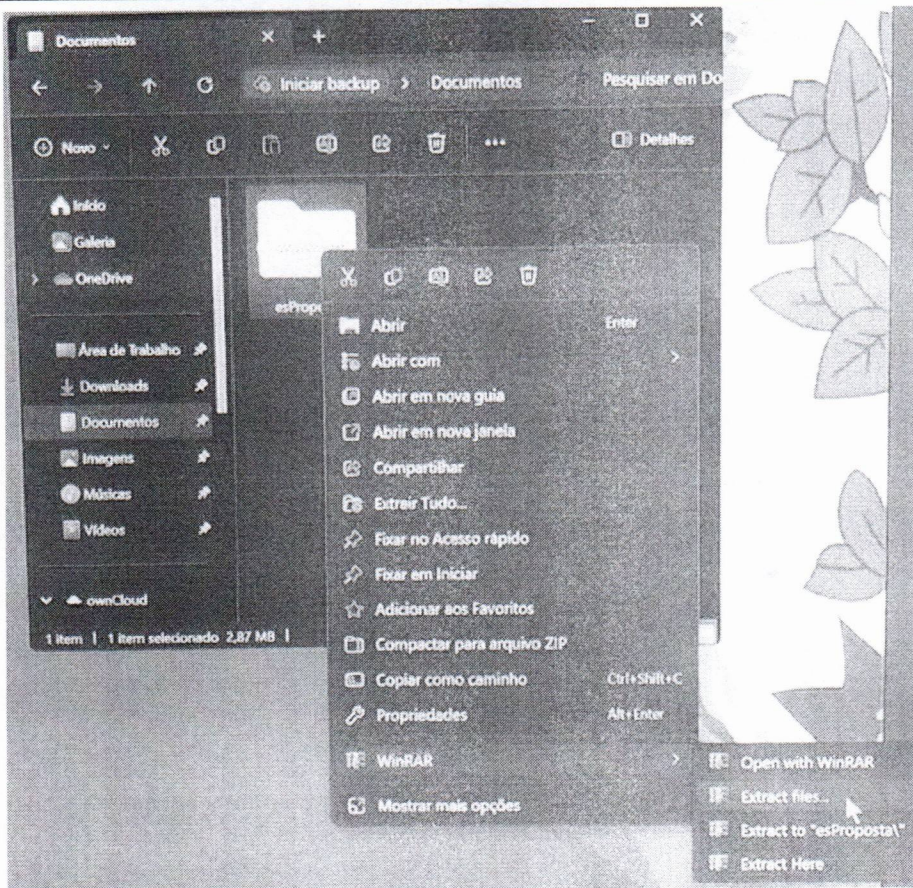 Documentos
Iniciar backup > Documentos
Pesquisar em Do
Novo
Detalhes
Início
Galeria
OneDrive
Área de Trabalho
Downloads
Documentos
Imagens
Músicas
Vídeos
ownCloud
1 item | 1 item selecionado 2,87 MB |
esPropo
Abrir Enter
Abrir com >
Abrir em nova guia
Abrir em nova janela
Compartilhar
Extrair Tudo...
Fixar no Acesso rápido
Fixar em Iniciar
Adicionar aos Favoritos
Compactar para arquivo ZIP
Copiar como caminho Ctrl+Shift+C
Propriedades Alt+Enter
WinRAR >
Mostrar mais opções
Open with WinRAR
Extract files...
Extract to "esProposta\"
Extract Here